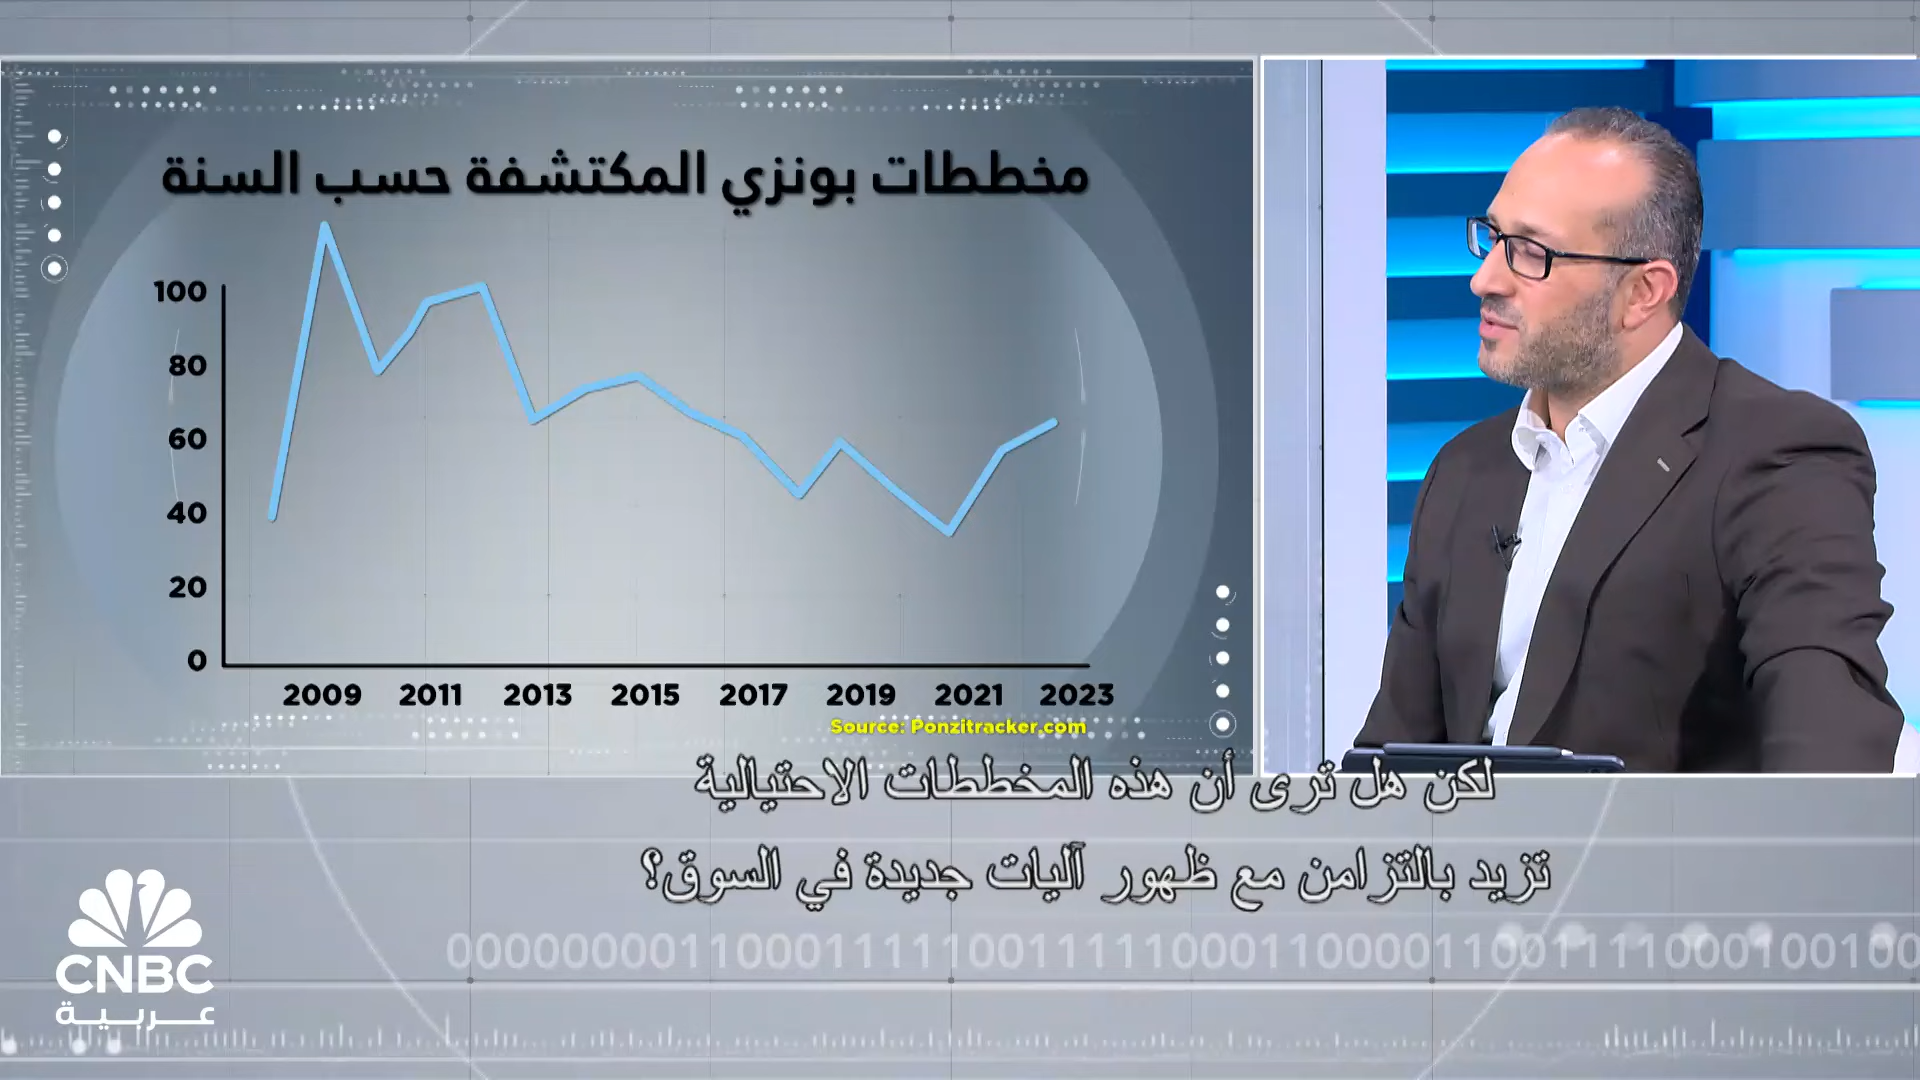 مخططات بونزي المكتشفة حسب السنة
100
80
60
40
20
0
2009 2011 2013 2015 2017 2019 2021 2023
Source: Ponzitracker.com
لكن هل ترى أن هذه المخططات الاحتيالية
تزيد بالتزامن مع ظهور آليات جديدة في السوق؟
CNBC
عربية